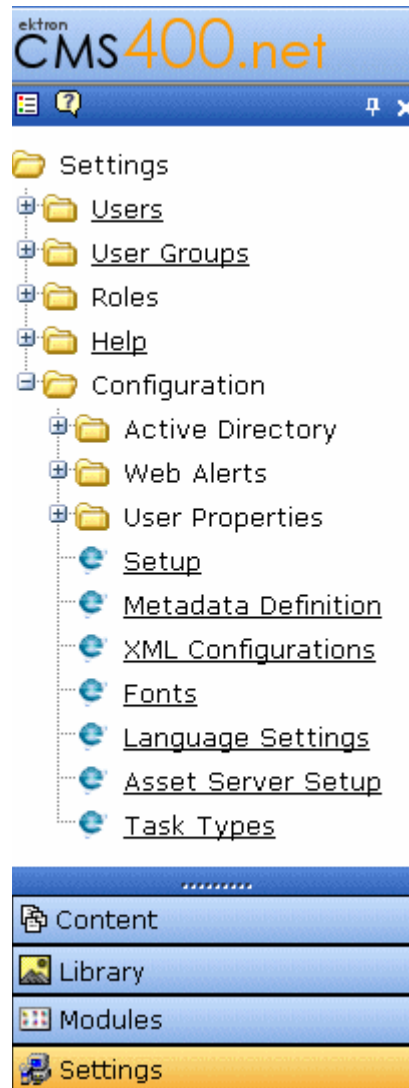 ektron
CMS400.net
Settings
Users
User Groups
Roles
Help
Configuration
Active Directory
Web Alerts
User Properties
Setup
Metadata Definition
XML Configurations
Fonts
Language Settings
Asset Server Setup
Task Types
Content
Library
Modules
Settings